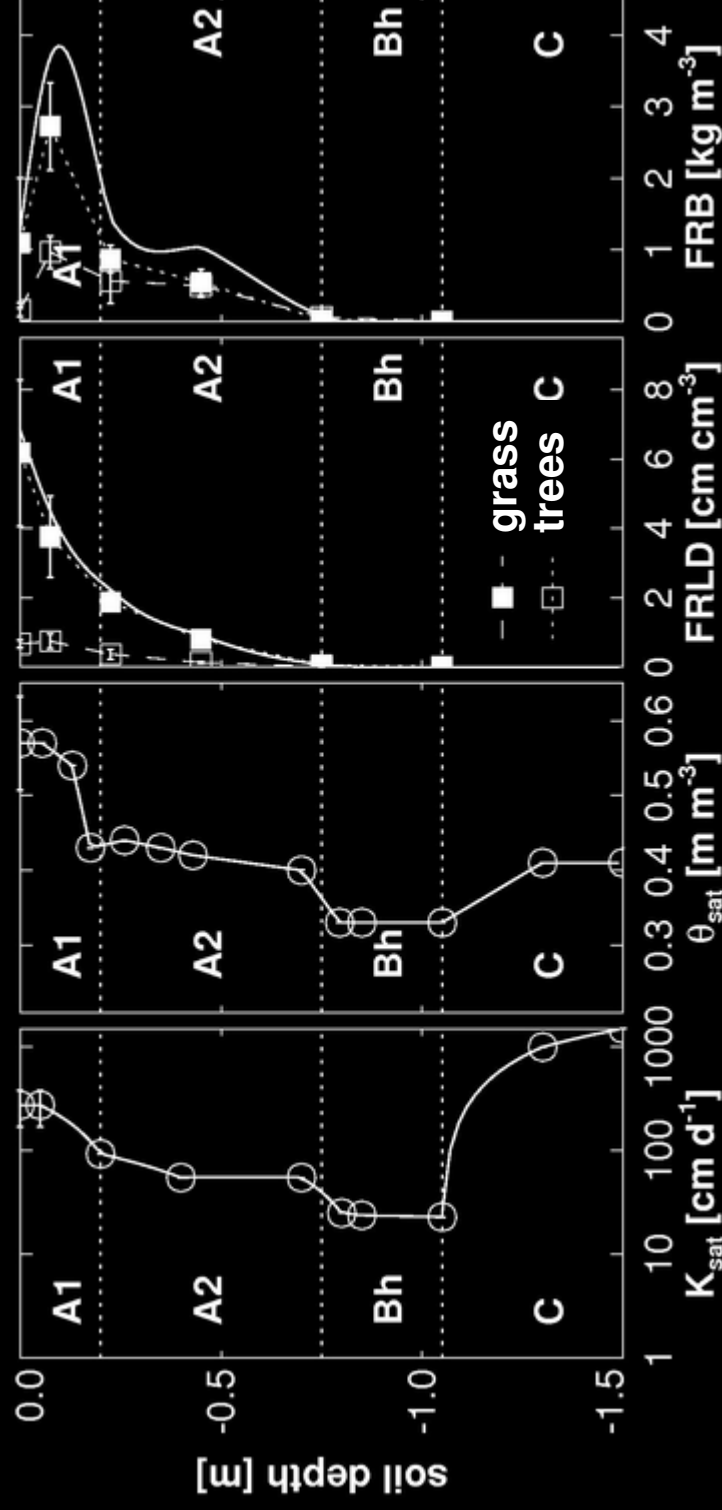 soil depth [m]
0.0
-0.5
-1.0
-1.5
A1
A2
Bh
C
1 10 100 1000
Ksat [cm d-1]
A1
A2
Bh
C
0.3 0.4 0.5 0.6
θsat [m m-3]
A1
A2
Bh
C
grass
trees
0 2 4 6 8
FRLD [cm cm-3]
A1
A2
Bh
C
0 1 2 3 4
FRB [kg m-3]